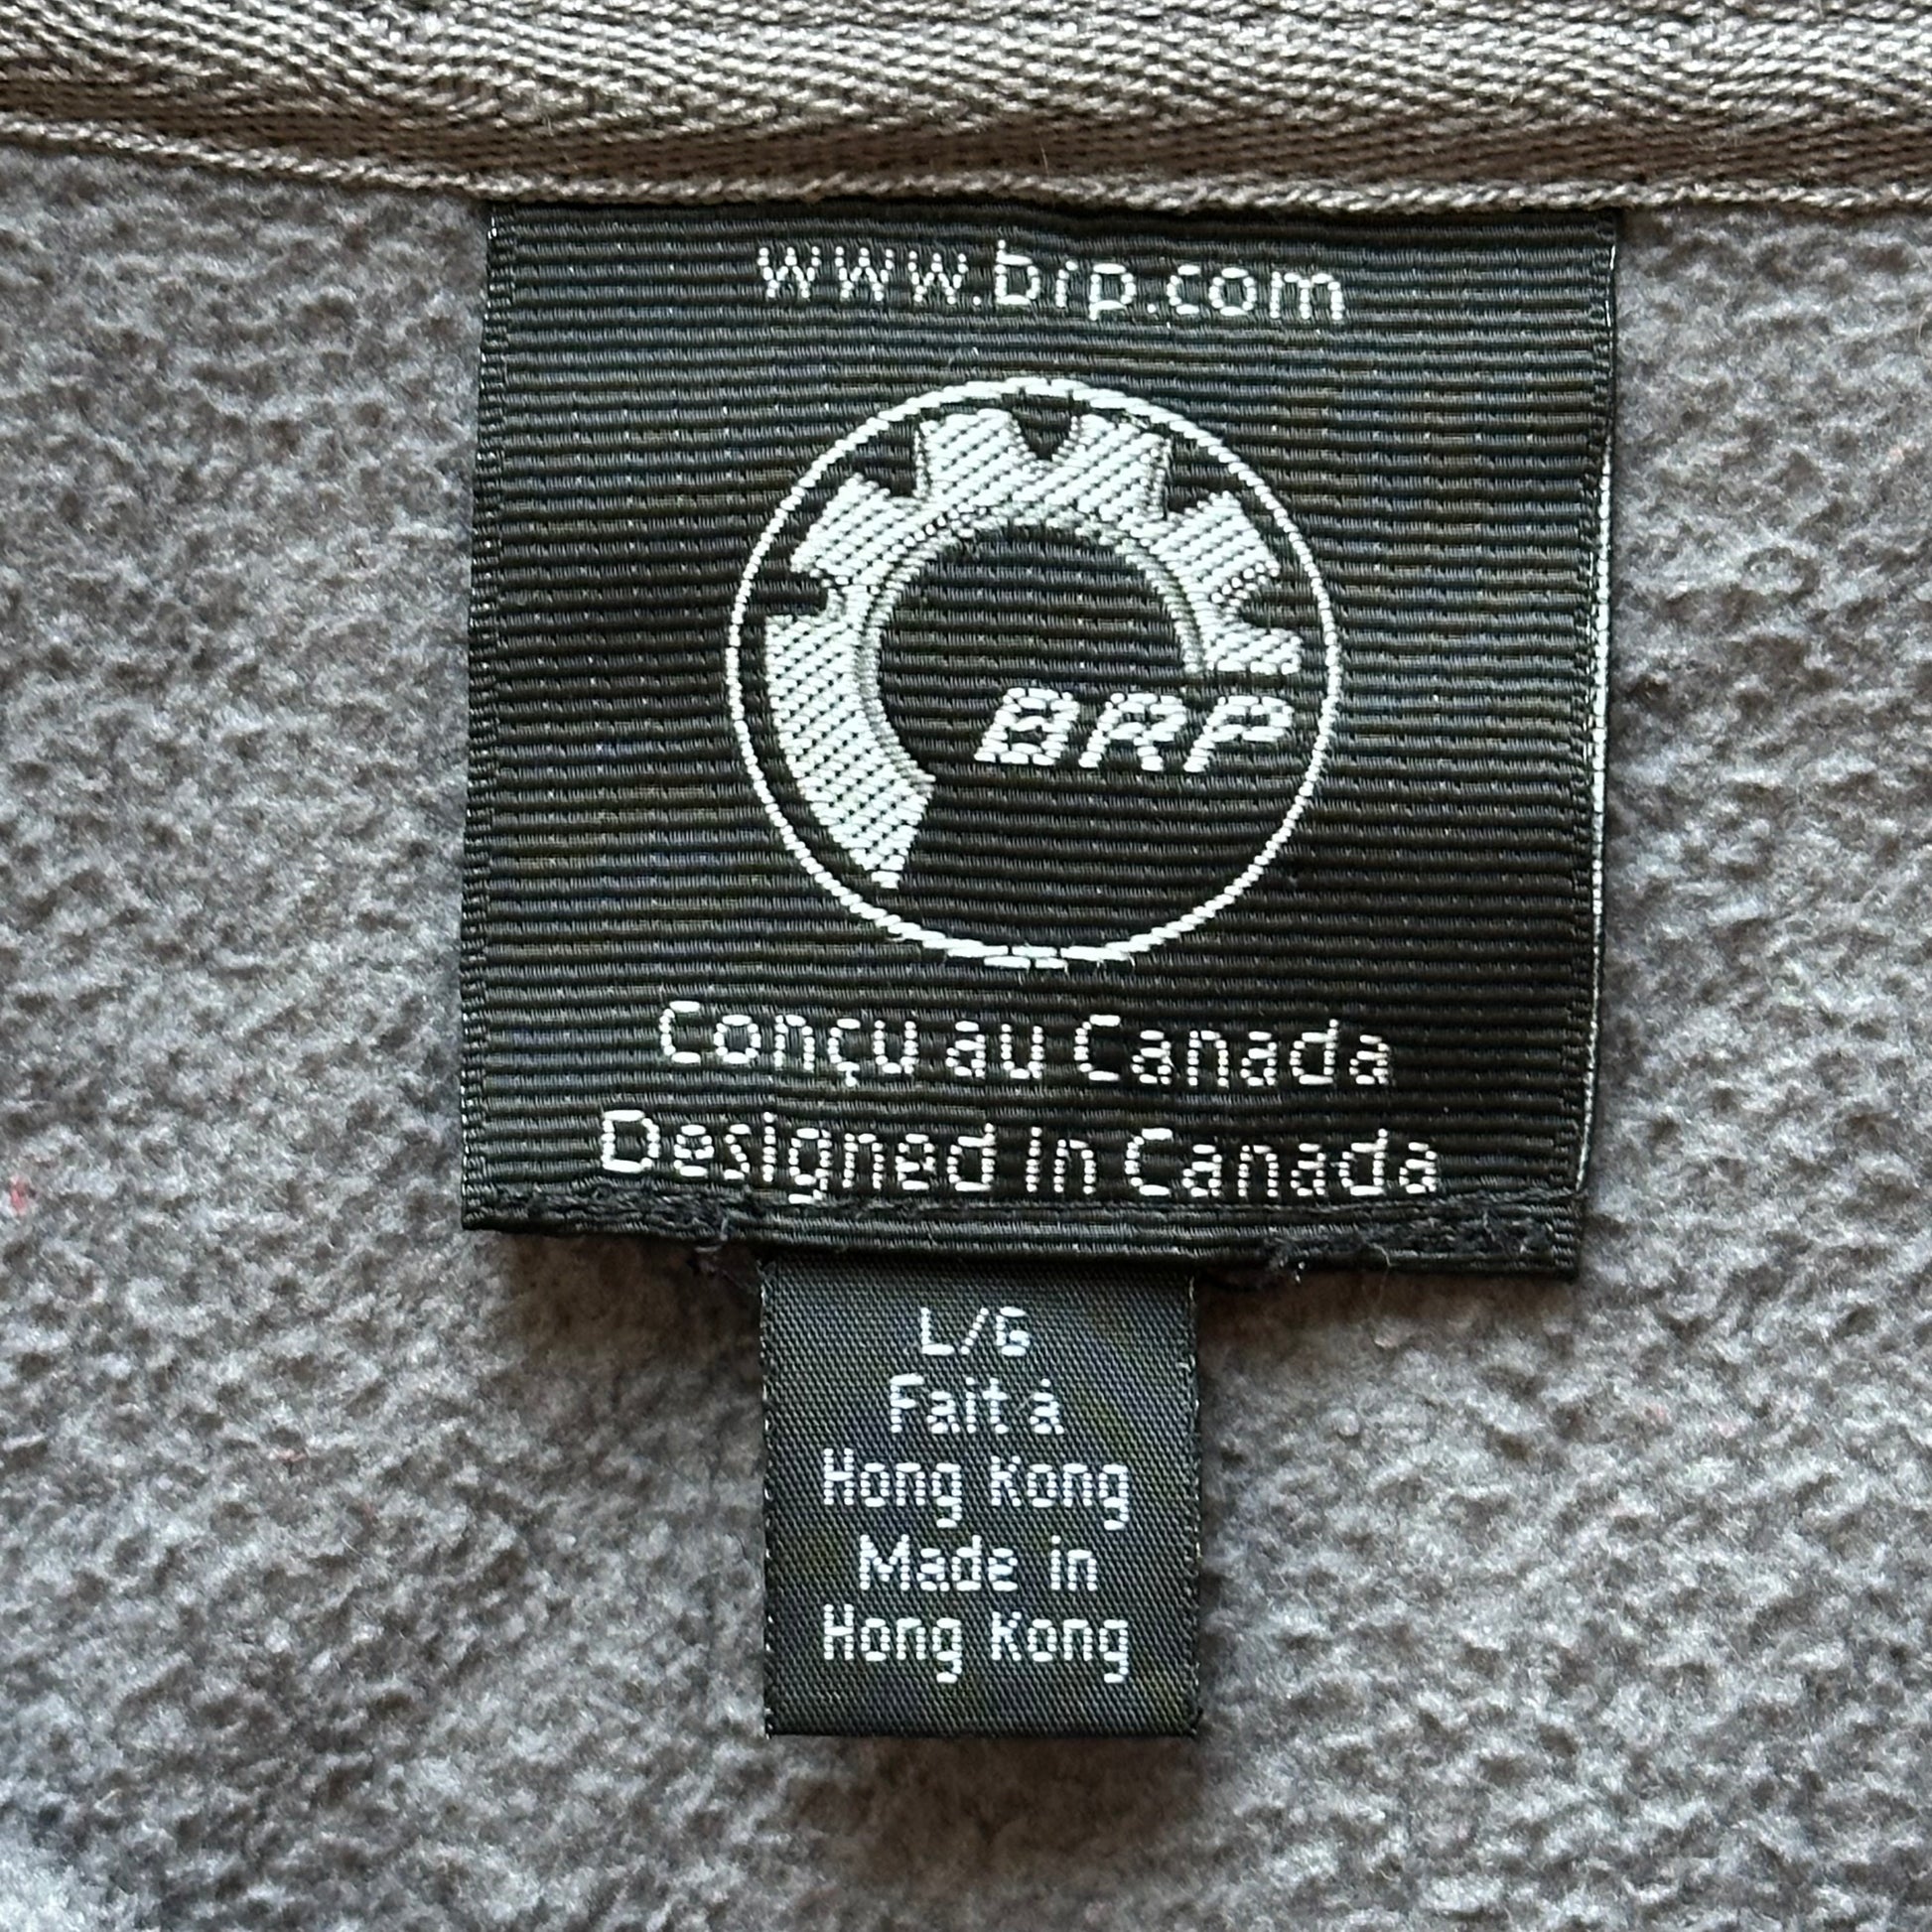 www.brp.com
BRP
Conçu au Canada
Designed in Canada
L/G
Fait à
Hong Kong
Made in
Hong Kong